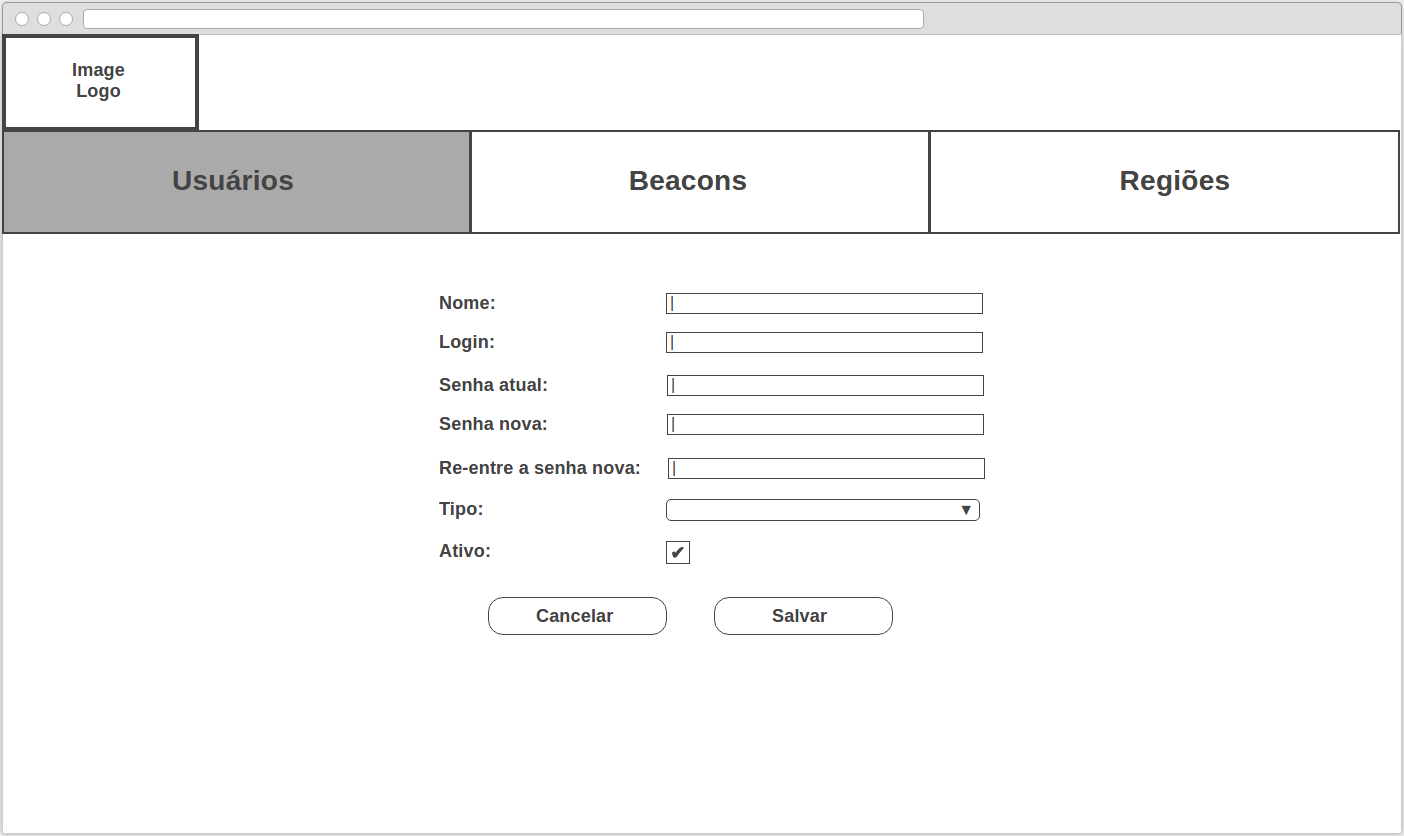 Image
Logo
Usuários Beacons Regiões
Nome:
Login:
Senha atual:
Senha nova:
Re-entre a senha nova:
Tipo:
Ativo:
Cancelar Salvar